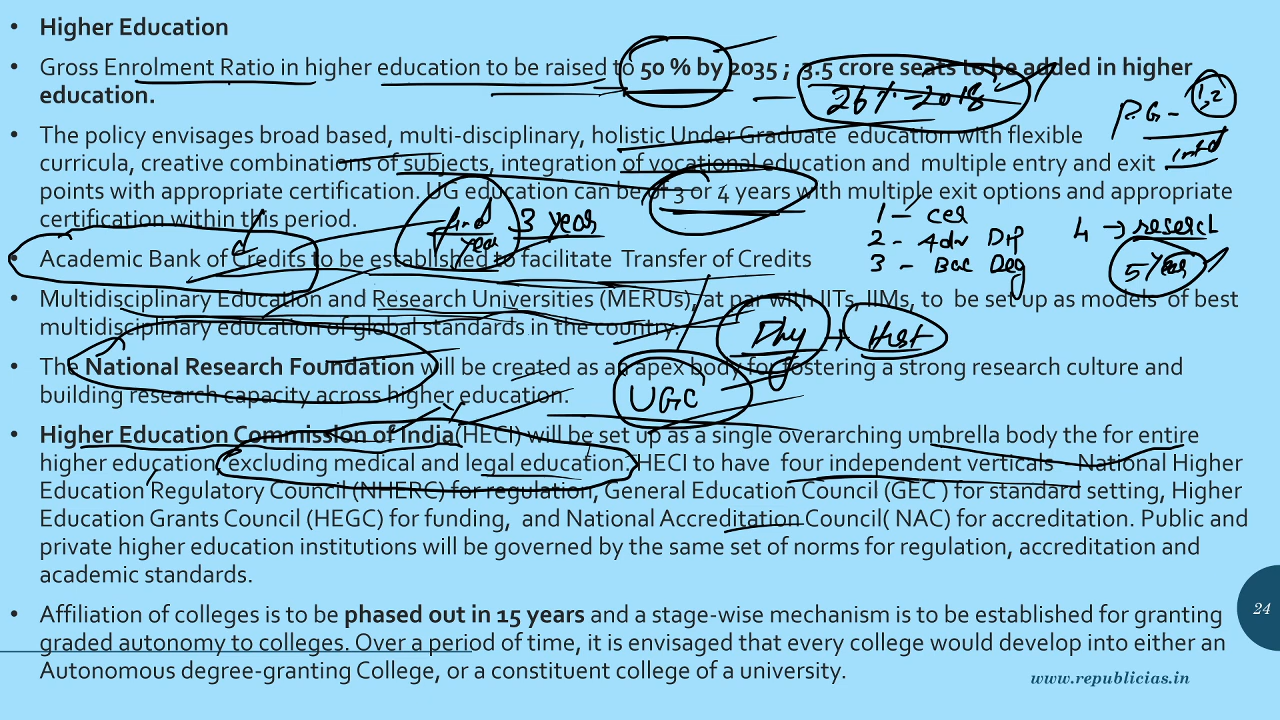 • Higher Education
• Gross Enrolment Ratio in higher education to be raised to 50 % by 2035 ; 3.5 crore seats to be added in higher
education.
26% - 2018
P.G - 1,2
• The policy envisages broad based, multi-disciplinary, holistic Under Graduate education with flexible
curricula, creative combinations of subjects, integration of vocational education and multiple entry and exit
points with appropriate certification. UG education can be of 3 or 4 years with multiple exit options and appropriate
certification within this period.
year 3 year
1 - cer
2 - Adv Dip
3 - Bac Deg
4 → reserch
5 year
• Academic Bank of Credits to be established to facilitate Transfer of Credits
• Multidisciplinary Education and Research Universities (MERUs), at par with IITs, IIMs, to be set up as models of best
multidisciplinary education of global standards in the country.
Phy + Hist
• The National Research Foundation will be created as an apex body for fostering a strong research culture and
building research capacity across higher education.
UGC
• Higher Education Commission of India(HECI) will be set up as a single overarching umbrella body the for entire
higher education, excluding medical and legal education. HECI to have four independent verticals - National Higher
Education Regulatory Council (NHERC) for regulation, General Education Council (GEC ) for standard setting, Higher
Education Grants Council (HEGC) for funding, and National Accreditation Council( NAC) for accreditation. Public and
private higher education institutions will be governed by the same set of norms for regulation, accreditation and
academic standards.
• Affiliation of colleges is to be phased out in 15 years and a stage-wise mechanism is to be established for granting
graded autonomy to colleges. Over a period of time, it is envisaged that every college would develop into either an
Autonomous degree-granting College, or a constituent college of a university.
24
www.republicias.in